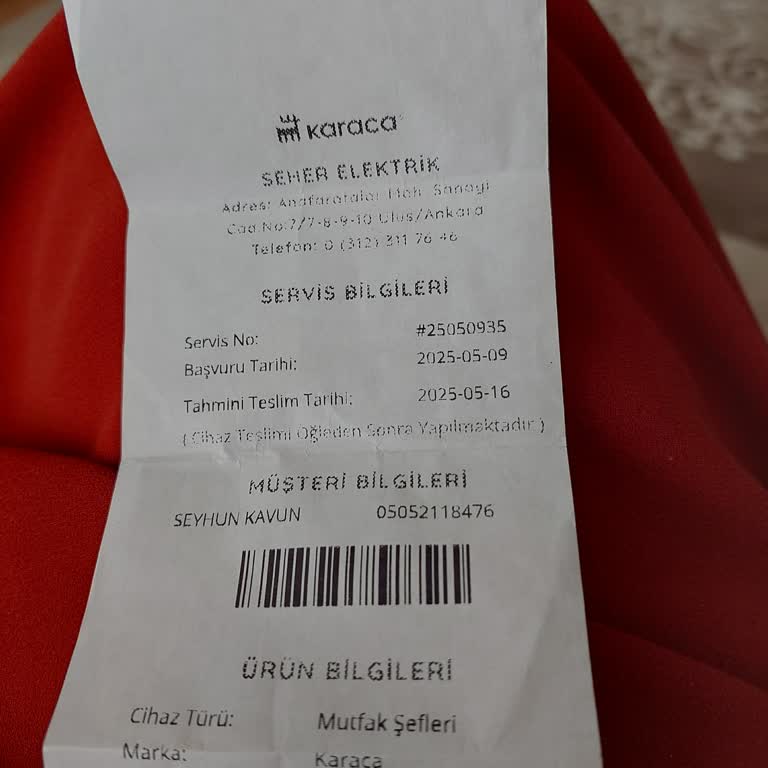 karaca
SEHER ELEKTRİK
Adres: Anafartalar Mah. Sanayi
Cad.No:7/7-8-9-10 Ulus/Ankara
Telefon: 0 (312) 311 76 46
SERVİS BİLGİLERİ
Servis No: #25050935
Başvuru Tarihi: 2025-05-09
Tahmini Teslim Tarihi: 2025-05-16
( Cihaz Teslimi Öğleden Sonra Yapılmaktadır )
MÜŞTERİ BİLGİLERİ
SEYHUN KAVUN 05052118476
ÜRÜN BİLGİLERİ
Cihaz Türü: Mutfak Şefleri
Marka: Karaca